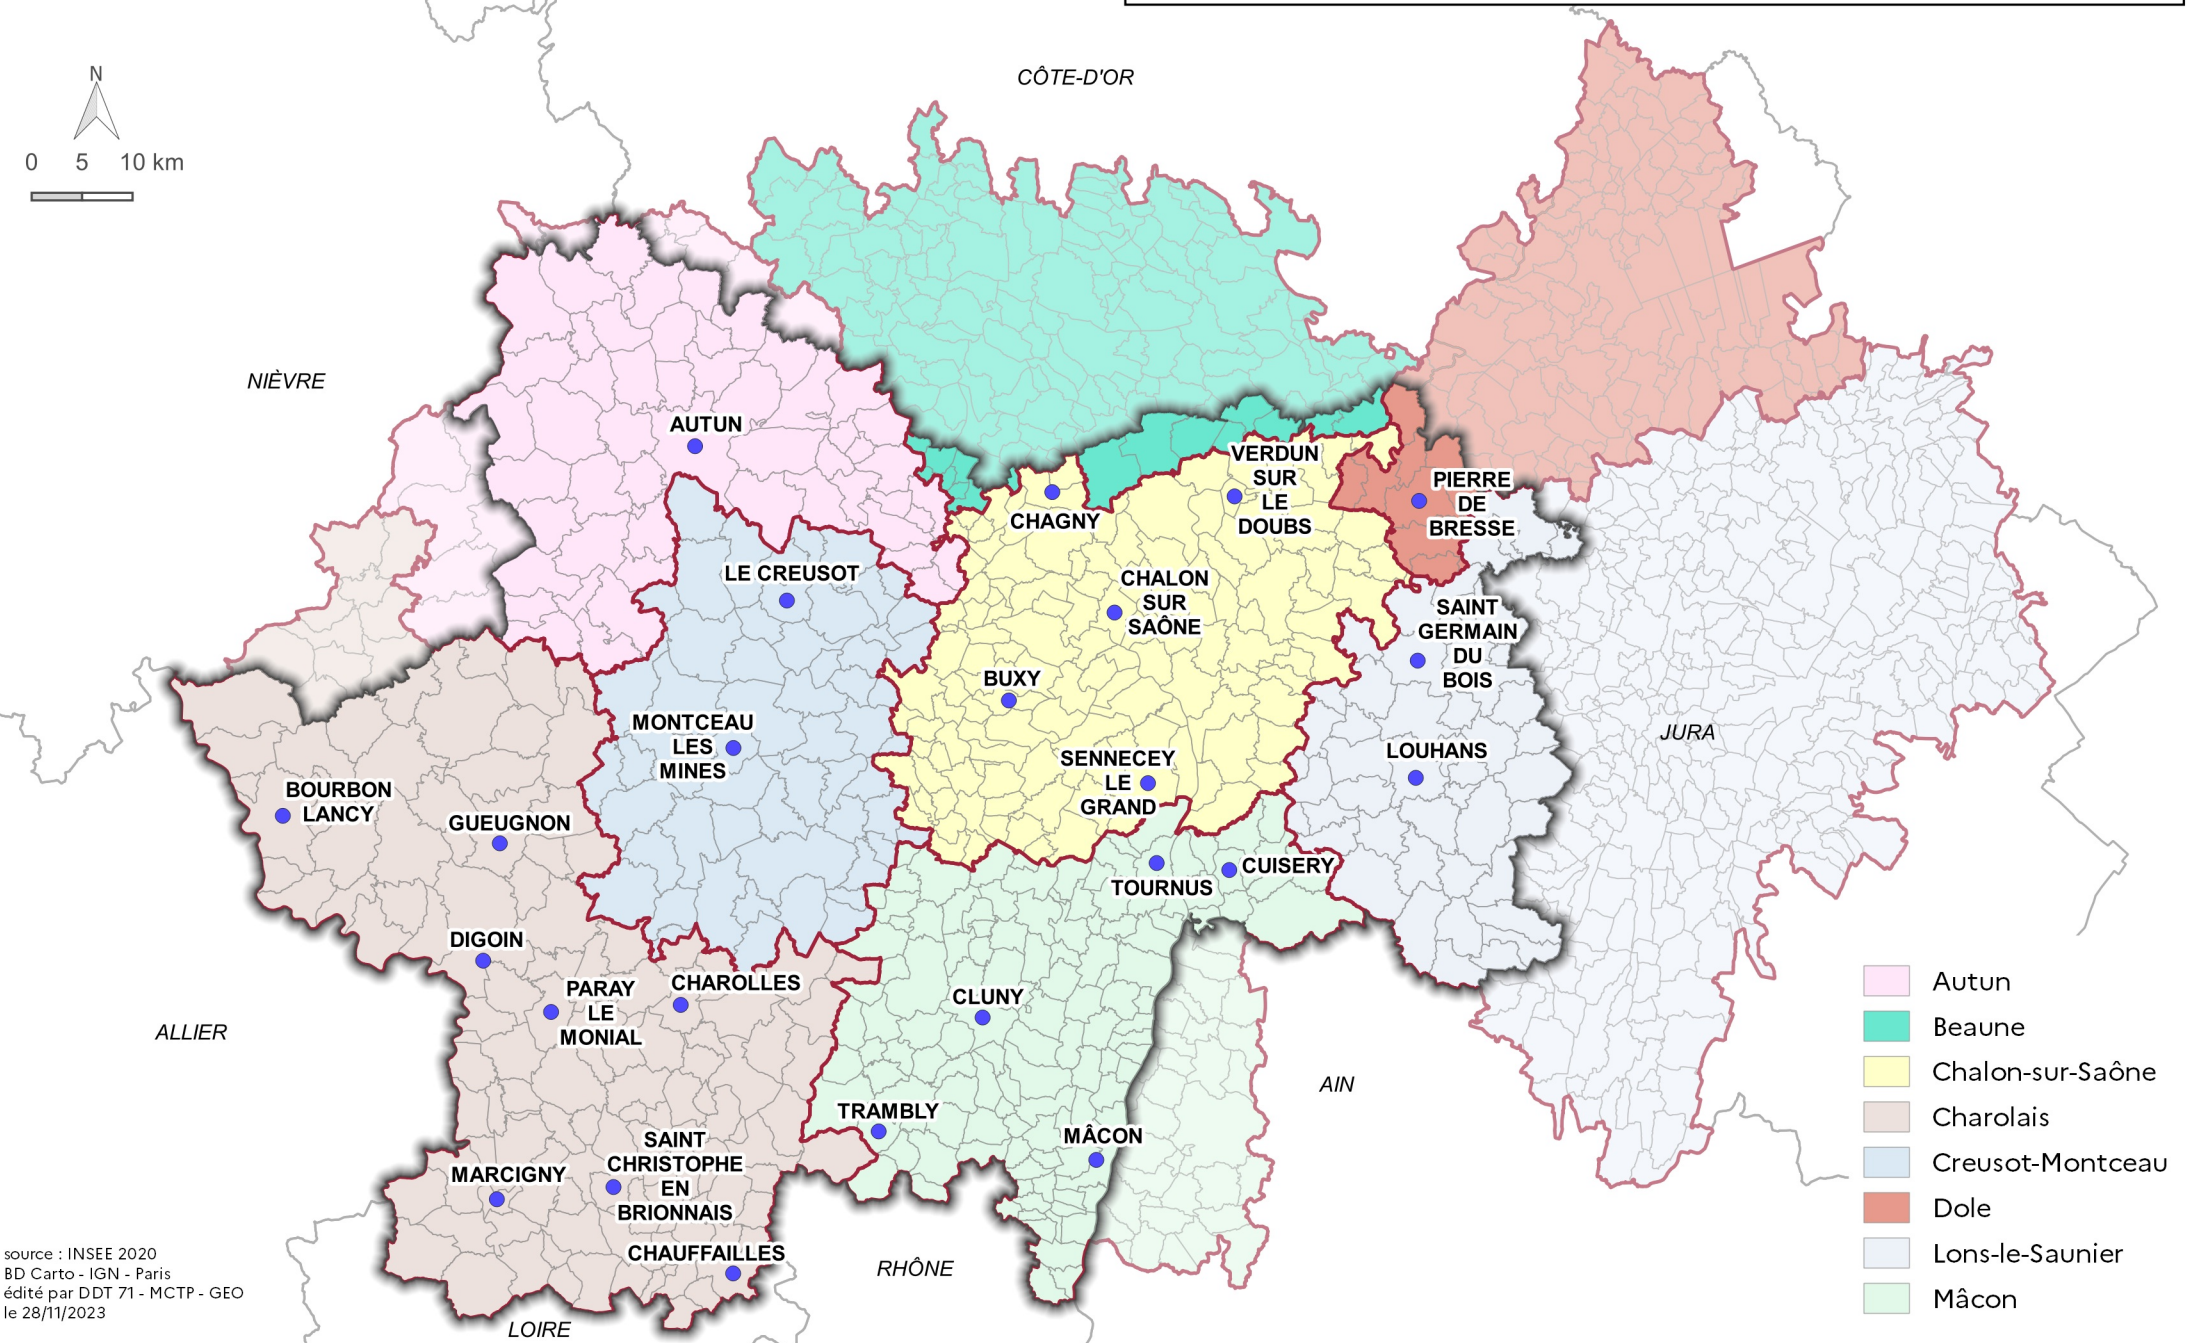 CÔTE-D'OR
N
0 5 10 km
NIÈVRE
AUTUN
VERDUN
SUR
LE
DOUBS
PIERRE
DE
BRESSE
CHAGNY
LE CREUSOT
CHALON
SUR
SAÔNE
SAINT
GERMAIN
DU
BOIS
BUXY
MONTCEAU
LES
MINES
JURA
LOUHANS
SENNECEY
LE
GRAND
BOURBON
LANCY
GUEUGNON
CUISERY
TOURNUS
DIGOIN
CHAROLLES
PARAY
LE
MONIAL
CLUNY
ALLIER
AIN
TRAMBLY
MÂCON
SAINT
CHRISTOPHE
EN
BRIONNAIS
MARCIGNY
CHAUFFAILLES
RHÔNE
LOIRE
Autun
Beaune
Chalon-sur-Saône
Charolais
Creusot-Montceau
Dole
Lons-le-Saunier
Mâcon
source : INSEE 2020
BD Carto - IGN - Paris
édité par DDT 71 - MCTP - GEO
le 28/11/2023